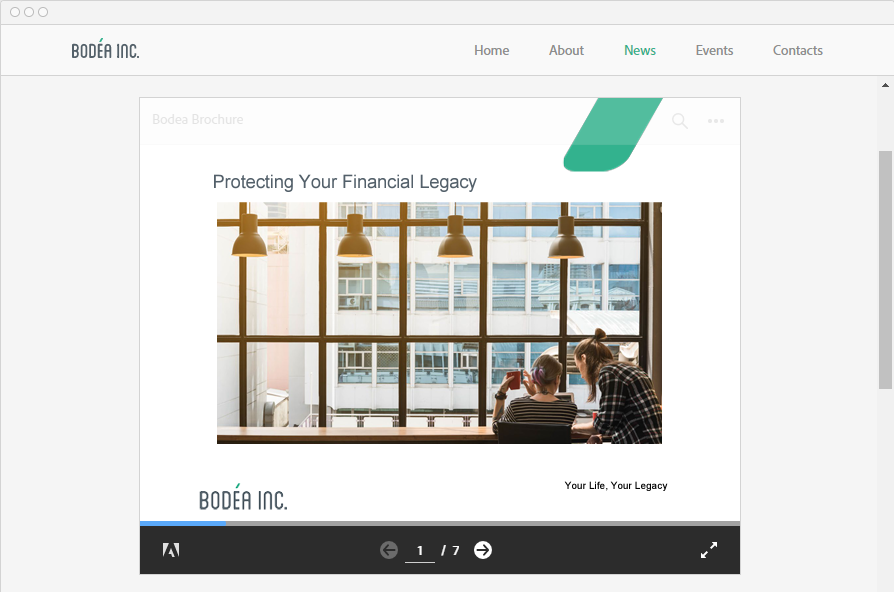 BODÉA INC.
Home About News Events Contacts
Bodea Brochure
Protecting Your Financial Legacy
BODÉA INC.
Your Life, Your Legacy
1 / 7